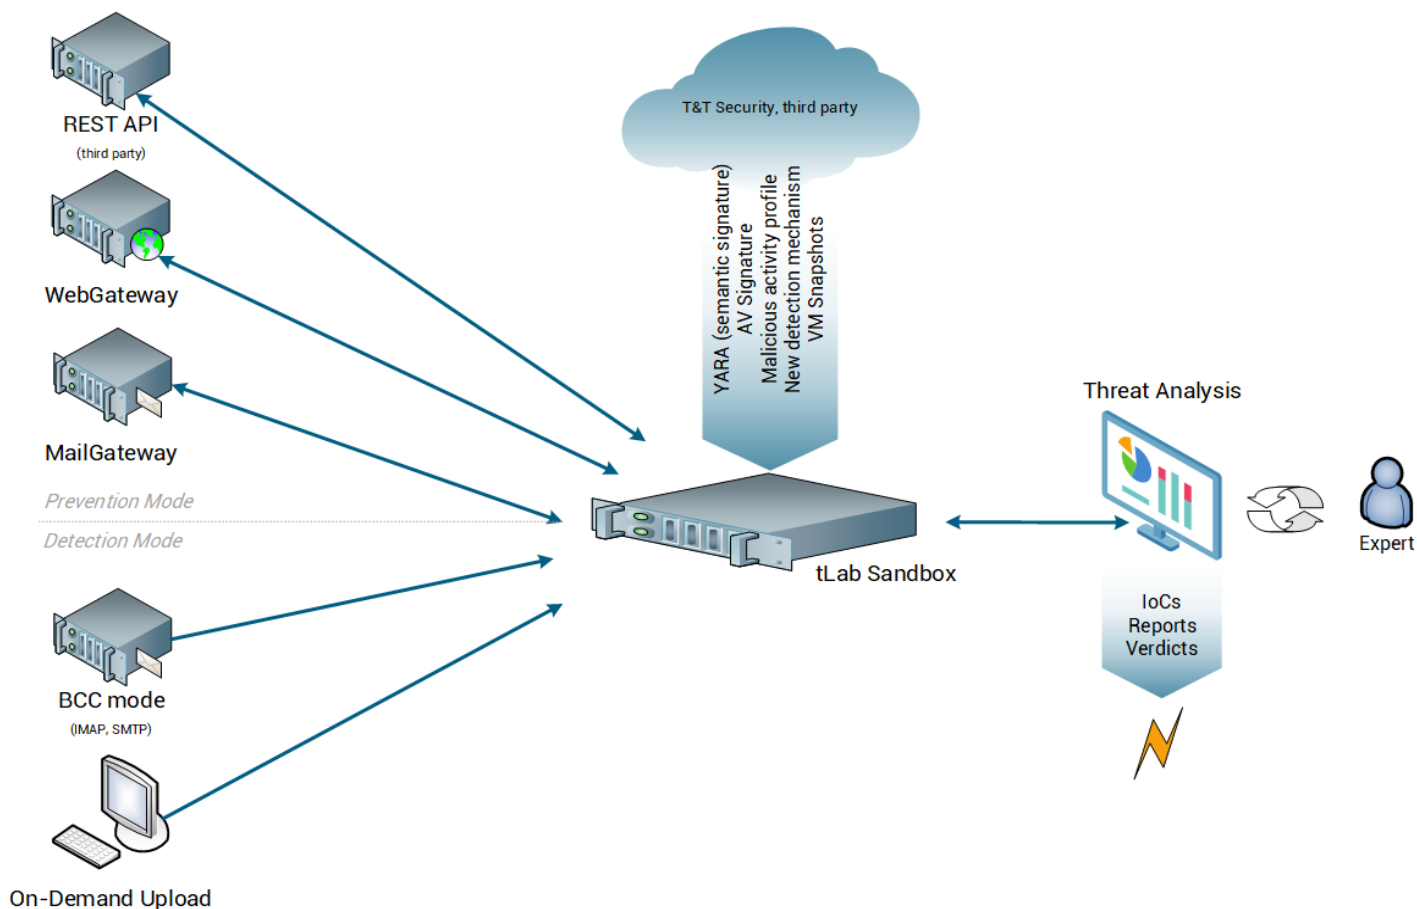 REST API
(third party)
WebGateway
MailGateway
Prevention Mode
Detection Mode
BCC mode
(IMAP, SMTP)
On-Demand Upload
T&T Security, third party
YARA (semantic signature)
AV Signature
Malicious activity profile
New detection mechanism
VM Snapshots
tLab Sandbox
Threat Analysis
IoCs
Reports
Verdicts
Expert